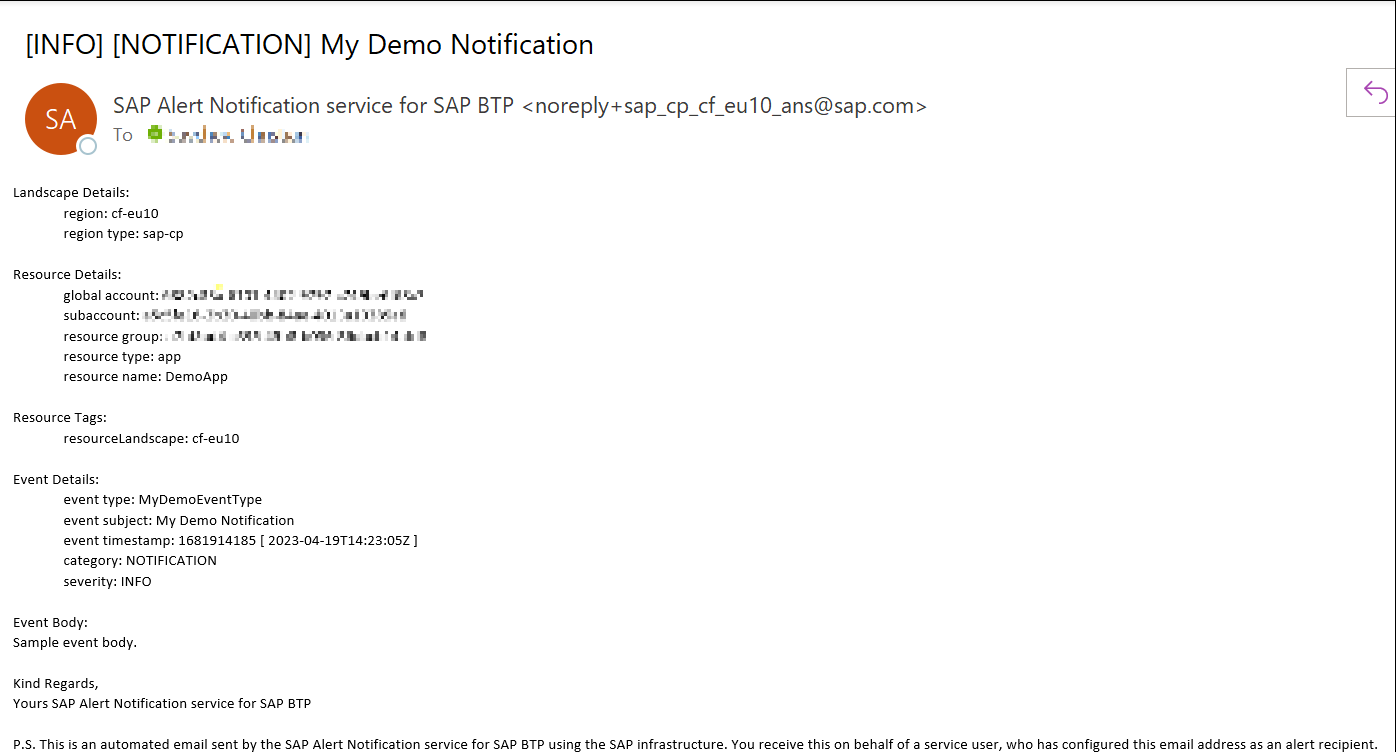 [INFO] [NOTIFICATION] My Demo Notification
SA
SAP Alert Notification service for SAP BTP <noreply+sap_cp_cf_eu10_ans@sap.com>
To
Landscape Details:
region: cf-eu10
region type: sap-cp
Resource Details:
global account:
subaccount:
resource group:
resource type: app
resource name: DemoApp
Resource Tags:
resourceLandscape: cf-eu10
Event Details:
event type: MyDemoEventType
event subject: My Demo Notification
event timestamp: 1681914185 [ 2023-04-19T14:23:05Z ]
category: NOTIFICATION
severity: INFO
Event Body:
Sample event body.
Kind Regards,
Yours SAP Alert Notification service for SAP BTP
P.S. This is an automated email sent by the SAP Alert Notification service for SAP BTP using the SAP infrastructure. You receive this on behalf of a service user, who has configured this email address as an alert recipient.